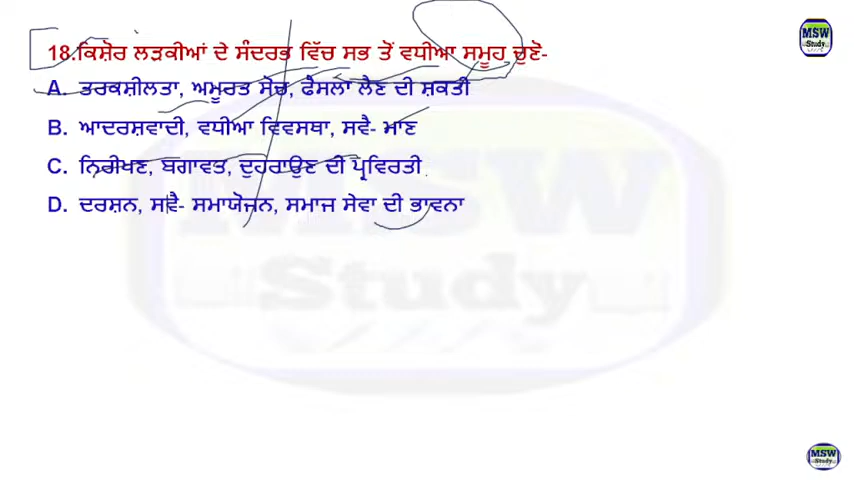 MSW
Study
18.ਕਿਸ਼ੋਰ ਲੜਕੀਆਂ ਦੇ ਸੰਦਰਭ ਵਿੱਚ ਸਭ ਤੋਂ ਵਧੀਆ ਸਮੂਹ ਚੁਣੋ-
A. ਤਰਕਸ਼ੀਲਤਾ, ਅਮੂਰਤ ਸੋਚ, ਫੈਸਲਾ ਲੈਣ ਦੀ ਸ਼ਕਤੀ
B. ਆਦਰਸ਼ਵਾਦੀ, ਵਧੀਆ ਵਿਵਸਥਾ, ਸਵੈ- ਮਾਣ
C. ਨਿਰੀਖਣ, ਬਗਾਵਤ, ਦੁਹਰਾਉਣ ਦੀ ਪ੍ਰਵਿਰਤੀ
D. ਦਰਸ਼ਨ, ਸਵੈ- ਸਮਾਯੋਜਨ, ਸਮਾਜ ਸੇਵਾ ਦੀ ਭਾਵਨਾ
MSW
Study
MSW
Study